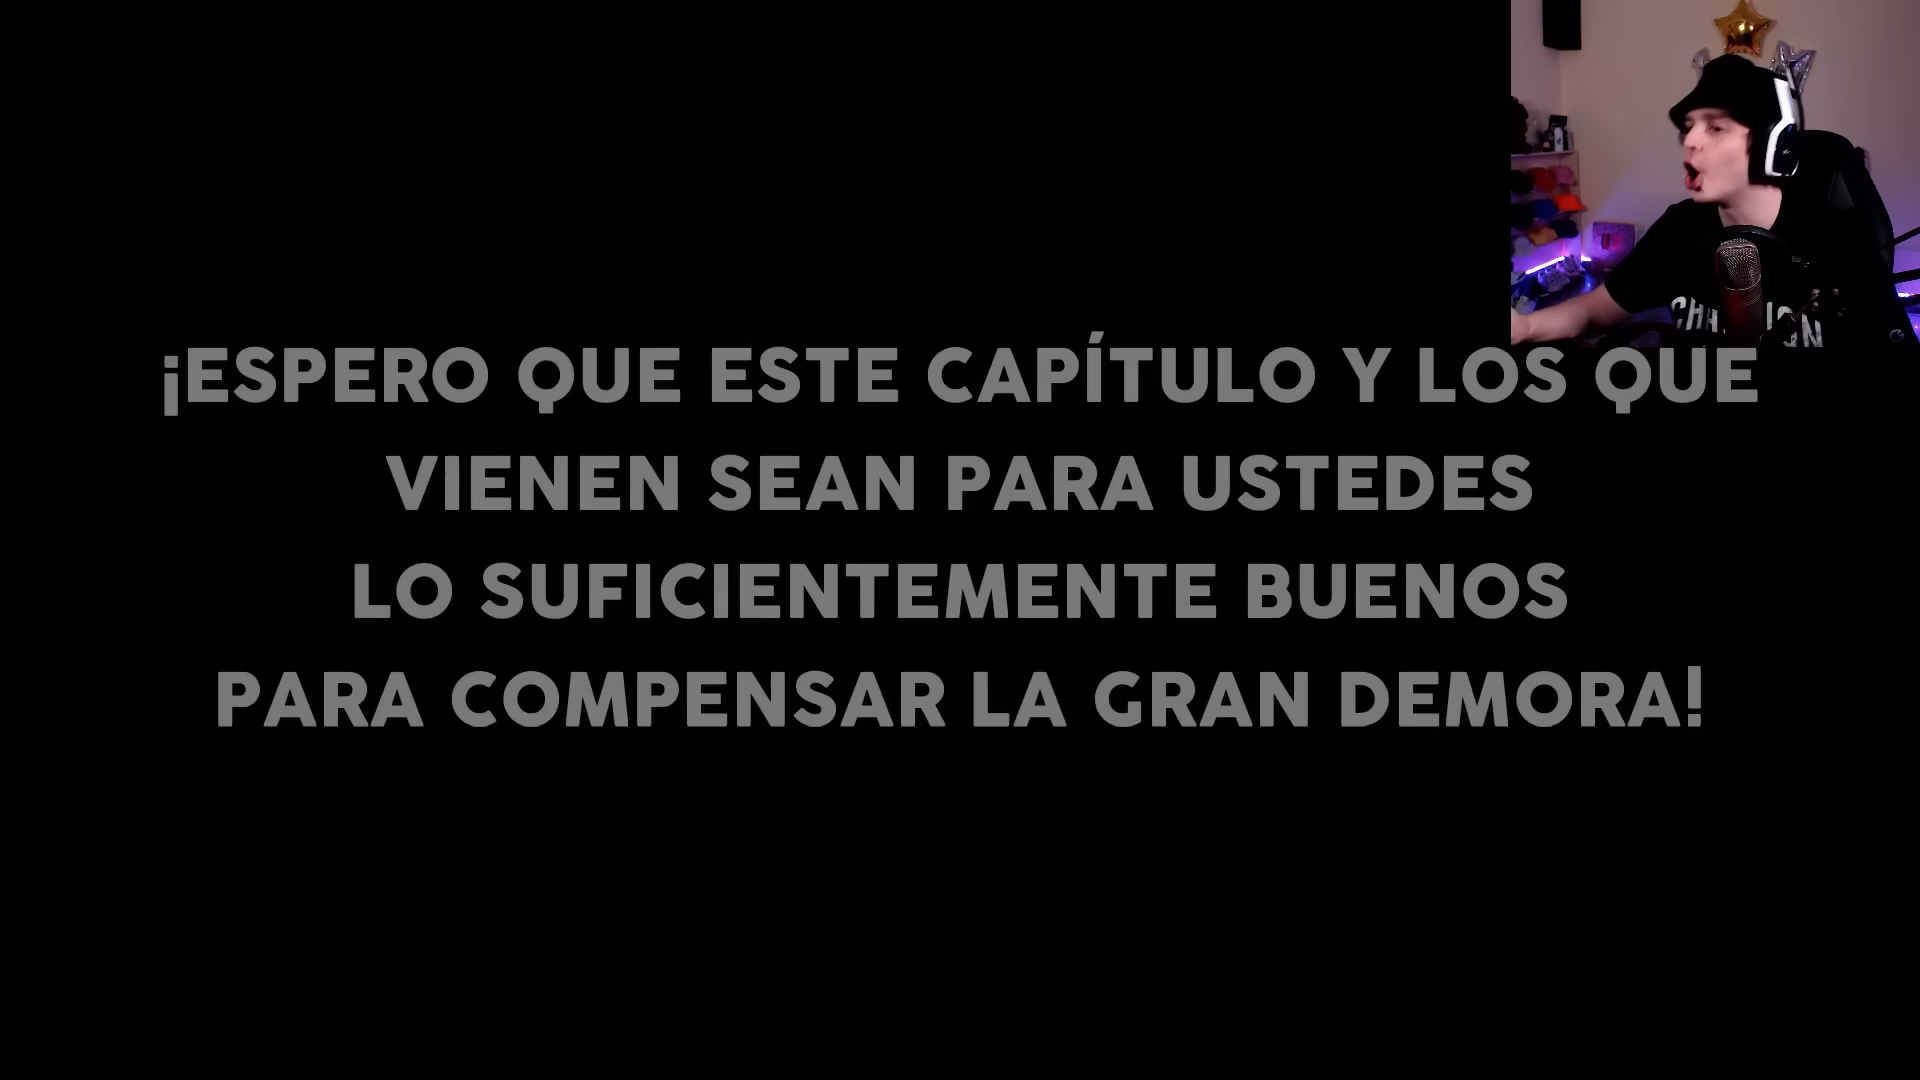 ¡ESPERO QUE ESTE CAPÍTULO Y LOS QUE
VIENEN SEAN PARA USTEDES
LO SUFICIENTEMENTE BUENOS
PARA COMPENSAR LA GRAN DEMORA!